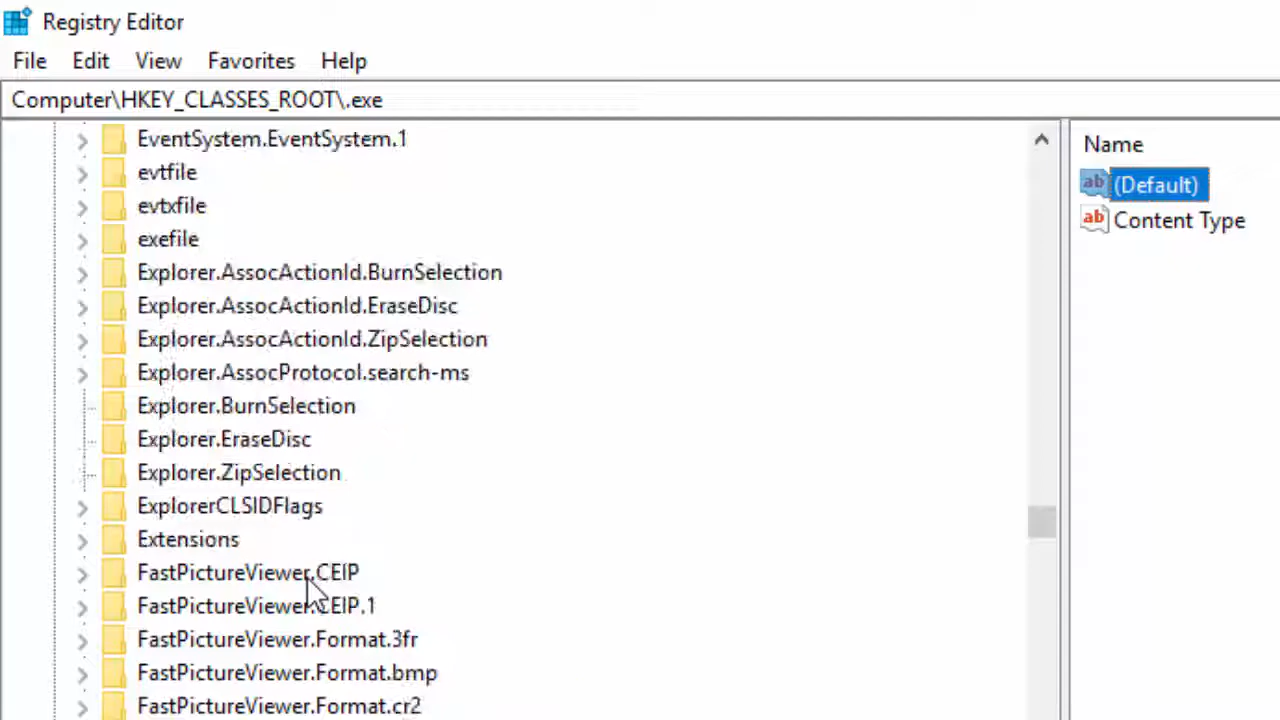 Registry Editor
File Edit View Favorites Help
Computer\HKEY_CLASSES_ROOT\.exe
EventSystem.EventSystem.1
evtfile
evtxfile
exefile
Explorer.AssocActionId.BurnSelection
Explorer.AssocActionId.EraseDisc
Explorer.AssocActionId.ZipSelection
Explorer.AssocProtocol.search-ms
Explorer.BurnSelection
Explorer.EraseDisc
Explorer.ZipSelection
ExplorerCLSIDFlags
Extensions
FastPictureViewer.CEIP
FastPictureViewer.CEIP.1
FastPictureViewer.Format.3fr
FastPictureViewer.Format.bmp
FastPictureViewer.Format.cr2
Name
ab (Default)
ab Content Type